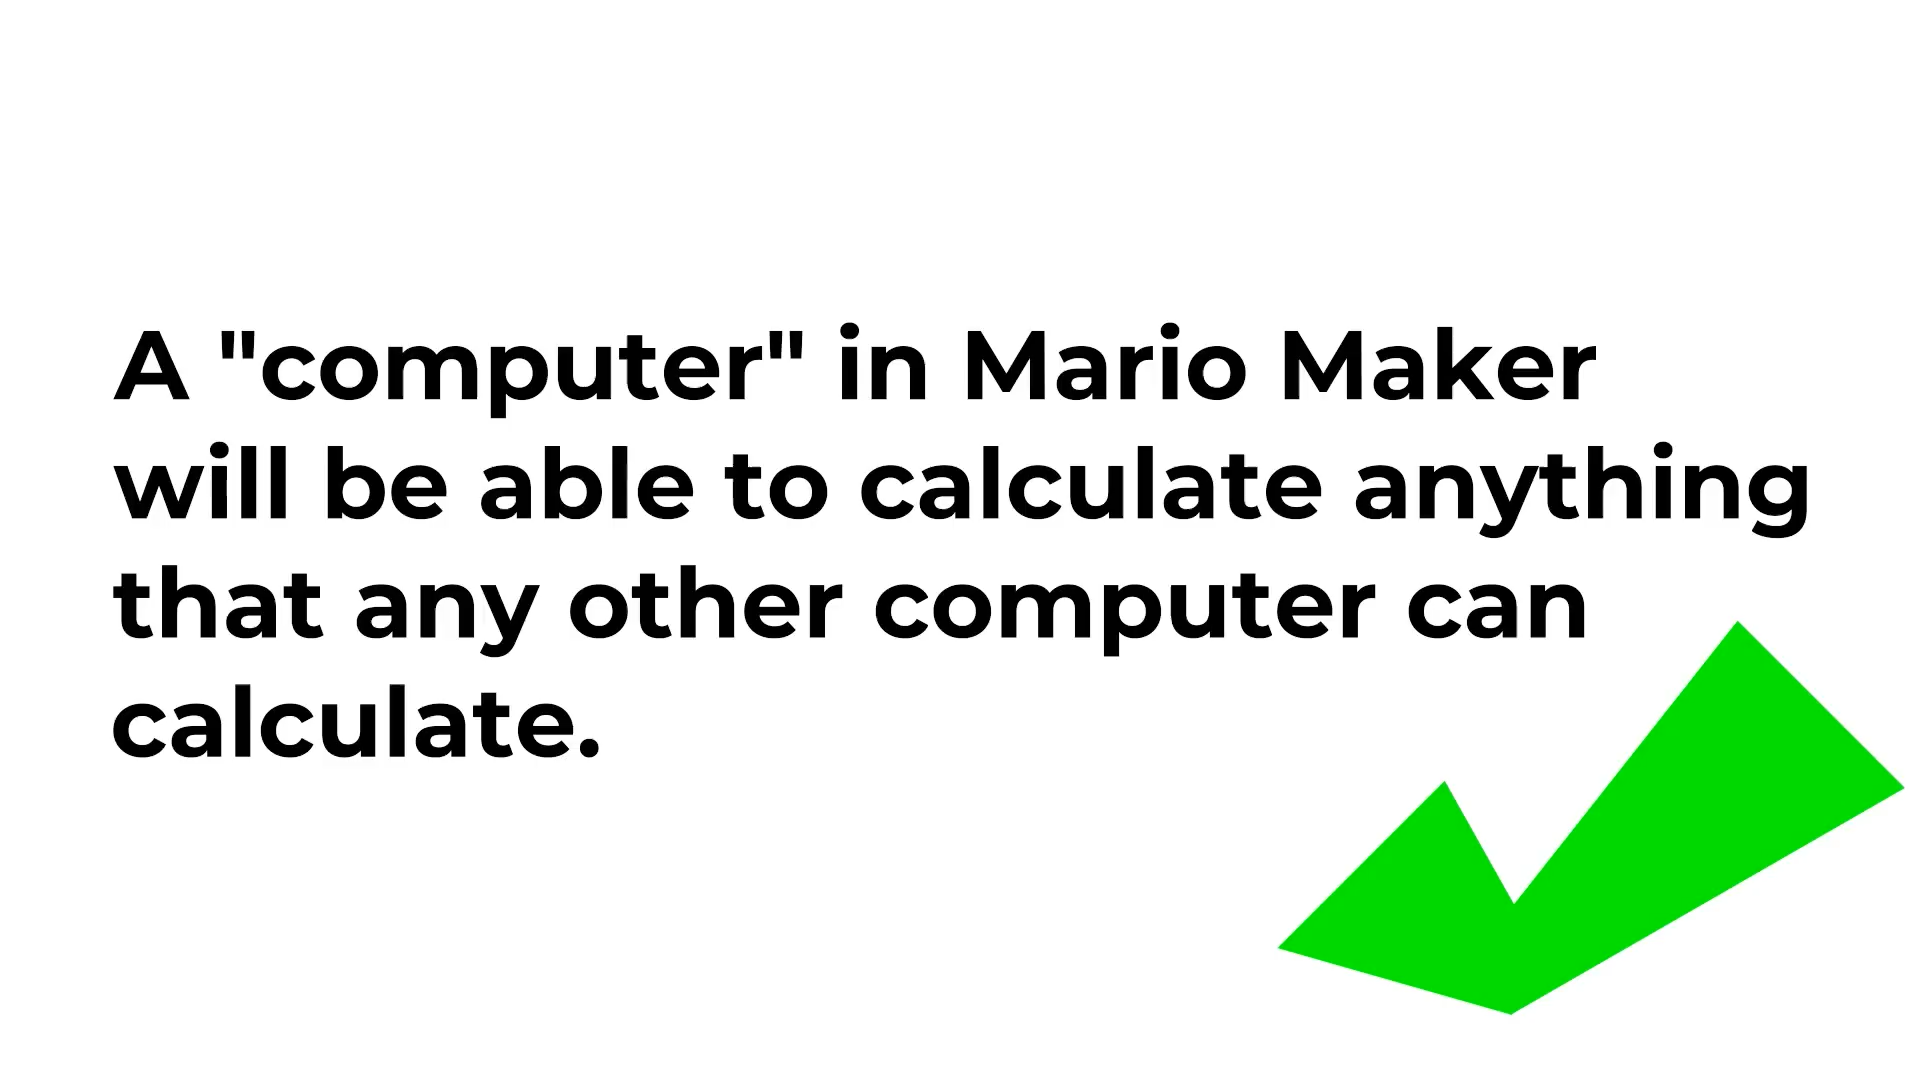 A "computer" in Mario Maker
will be able to calculate anything
that any other computer can
calculate.